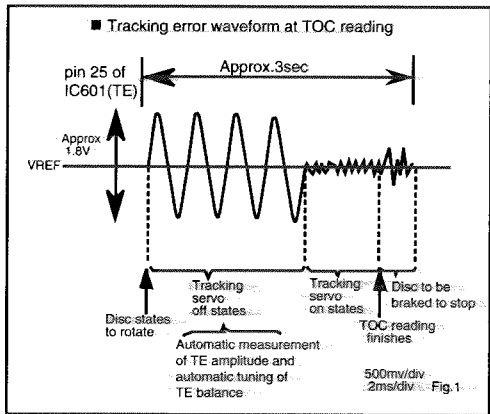 ■ Tracking error waveform at TOC reading
pin 25 of
IC601(TE)
Approx.3sec
Approx
1.8V
VREF
Tracking
servo
off states
Tracking
servo
on states
Disc to be
braked to stop
Disc states
to rotate
TOC reading
finishes
Automatic measurement
of TE amplitude and
automatic tuning of
TE balance
500mv/div
2ms/div
Fig.1